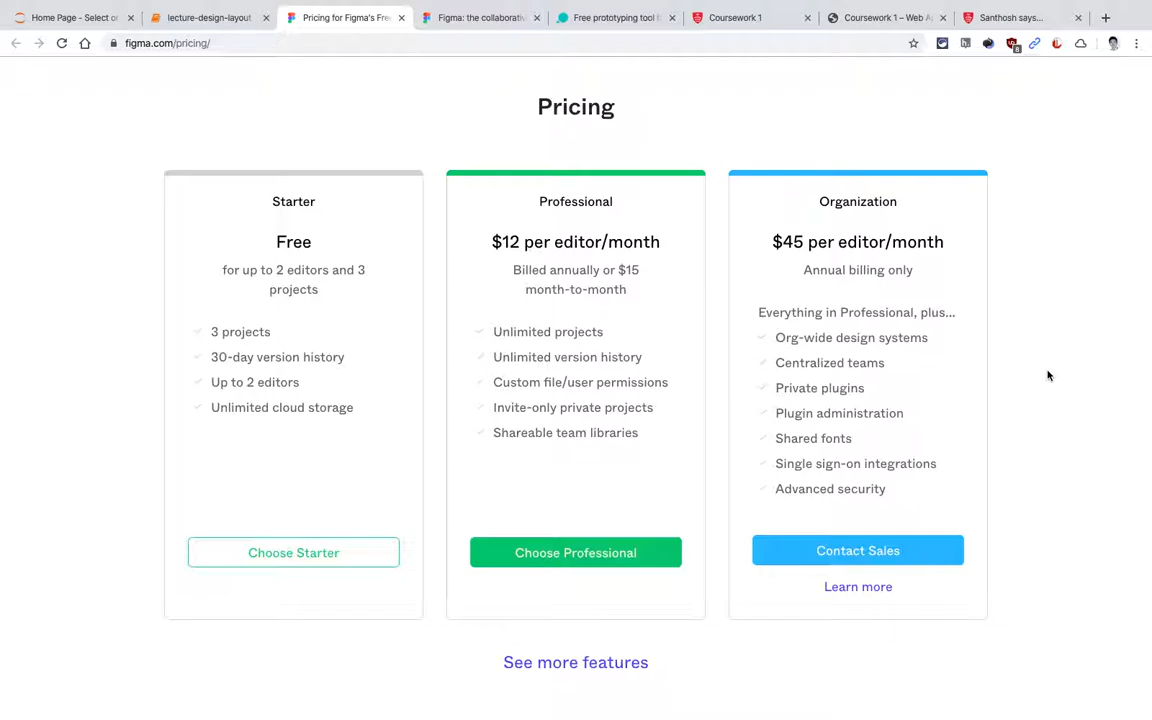 Home Page - Select or
lecture-design-layout
Pricing for Figma's Free
Figma: the collaborativ
Free prototyping tool f
Coursework 1
Coursework 1 – Web A
Santhosh says...
figma.com/pricing/
8
Pricing
Starter
Free
for up to 2 editors and 3
projects
3 projects
30-day version history
Up to 2 editors
Unlimited cloud storage
Choose Starter
Professional
$12 per editor/month
Billed annually or $15
month-to-month
Unlimited projects
Unlimited version history
Custom file/user permissions
Invite-only private projects
Shareable team libraries
Choose Professional
Organization
$45 per editor/month
Annual billing only
Everything in Professional, plus...
Org-wide design systems
Centralized teams
Private plugins
Plugin administration
Shared fonts
Single sign-on integrations
Advanced security
Contact Sales
Learn more
See more features